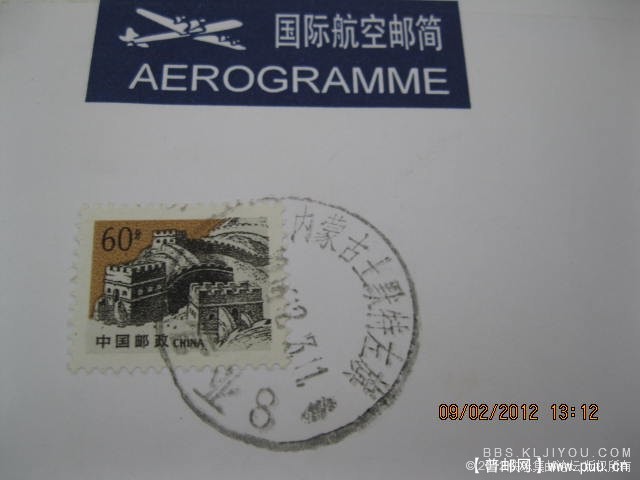 国际航空邮简
AEROGRAMME
60分
中国邮政 CHINA
内蒙古土默特左旗
8
09/02/2012 13:12
BBS.KLJIYOU.COM
【普邮网】www.puu.cn